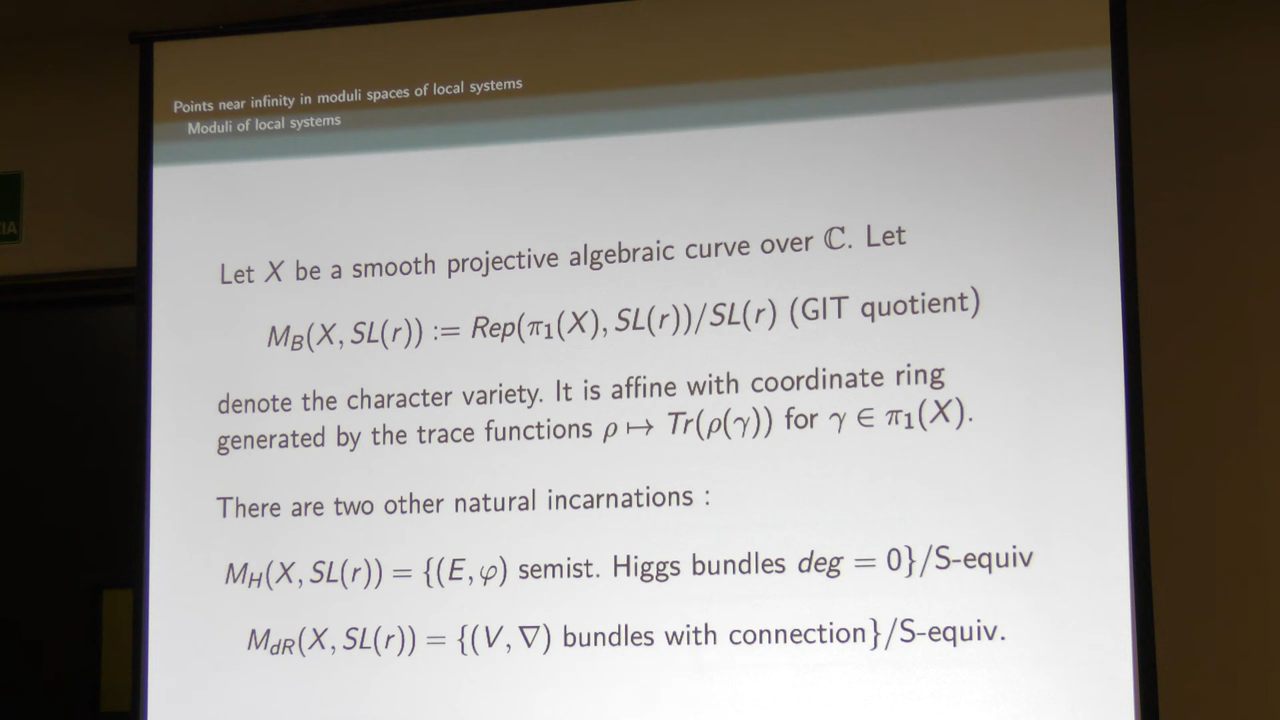 Points near infinity in moduli spaces of local systems
Moduli of local systems
IA
Let X be a smooth projective algebraic curve over ℂ. Let
M_B(X, SL(r)) := Rep(π₁(X), SL(r))/SL(r) (GIT quotient)
denote the character variety. It is affine with coordinate ring
generated by the trace functions ρ ↦ Tr(ρ(γ)) for γ ∈ π₁(X).
There are two other natural incarnations :
M_H(X, SL(r)) = {(E, φ) semist. Higgs bundles deg = 0}/S-equiv
M_dR(X, SL(r)) = {(V, ∇) bundles with connection}/S-equiv.